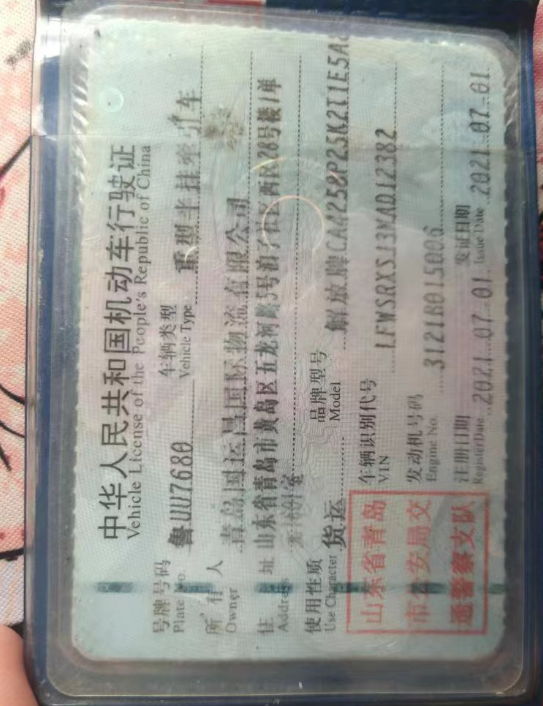 中华人民共和国机动车行驶证
Vehicle License of the People's Republic of China
号牌号码 鲁UU7680 车辆类型 重型半挂牵引车
Plate No. Vehicle Type
所有人 青岛国运昌国际物流有限公司
Owner
住址 山东省青岛市黄岛区五龙河路5号 区西区28号楼1单
Address 室
使用性质 货运 品牌型号 解放牌CA4258P25K2T1E5A
Use Character Model
山东省青岛
市公安局交
通警察支队
车辆识别代号 LFWSRXSJ3MAD12382
VIN
发动机号码 3121B015006
Engine No.
注册日期 2021.07.01 发证日期 2021.07.01
Register Date Issue Date